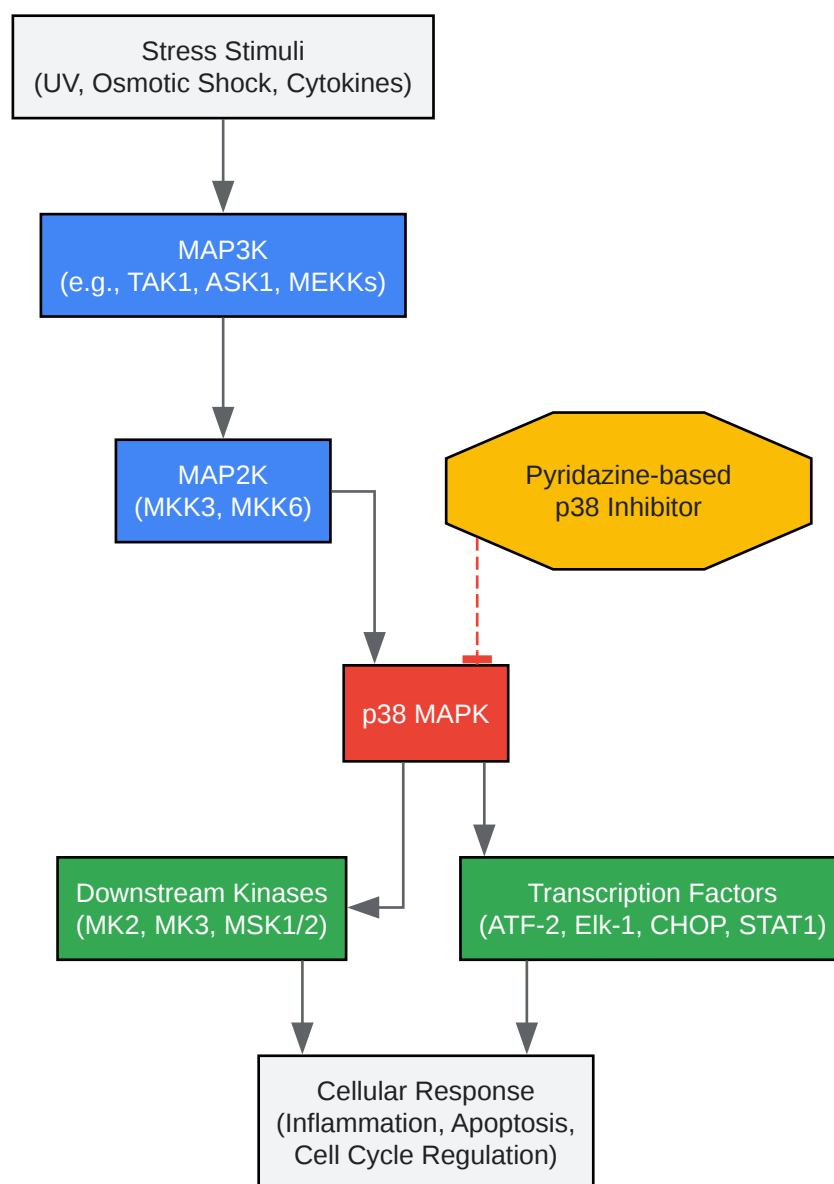 Stress Stimuli
(UV, Osmotic Shock, Cytokines)
MAP3K
(e.g., TAK1, ASK1, MEKKs)
MAP2K
(MKK3, MKK6)
Pyridazine-based
p38 Inhibitor
p38 MAPK
Downstream Kinases
(MK2, MK3, MSK1/2)
Transcription Factors
(ATF-2, Elk-1, CHOP, STAT1)
Cellular Response
(Inflammation, Apoptosis,
Cell Cycle Regulation)